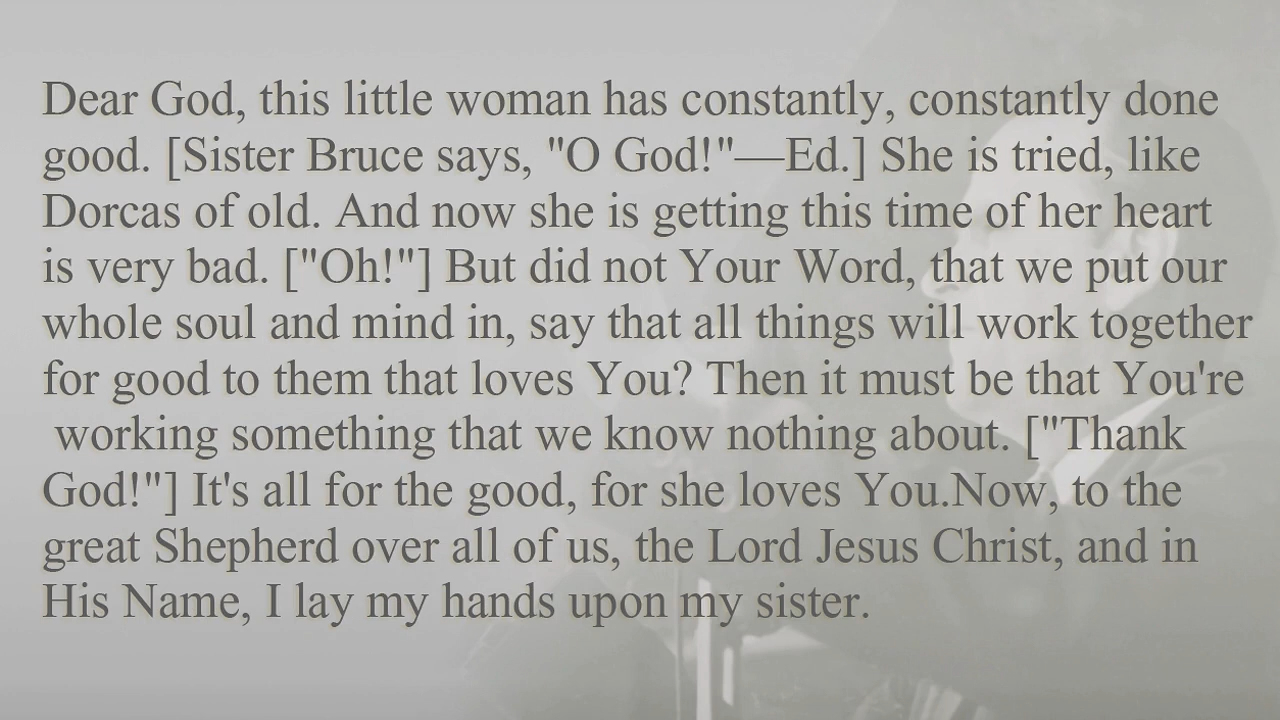 Dear God, this little woman has constantly, constantly done
good. [Sister Bruce says, "O God!"—Ed.] She is tried, like
Dorcas of old. And now she is getting this time of her heart
is very bad. ["Oh!"] But did not Your Word, that we put our
whole soul and mind in, say that all things will work together
for good to them that loves You? Then it must be that You're
working something that we know nothing about. ["Thank
God!"] It's all for the good, for she loves You.Now, to the
great Shepherd over all of us, the Lord Jesus Christ, and in
His Name, I lay my hands upon my sister.